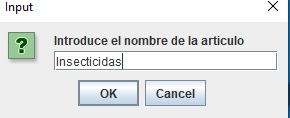 Input
Introduce el nombre de la articulo
Insecticidas
OK Cancel